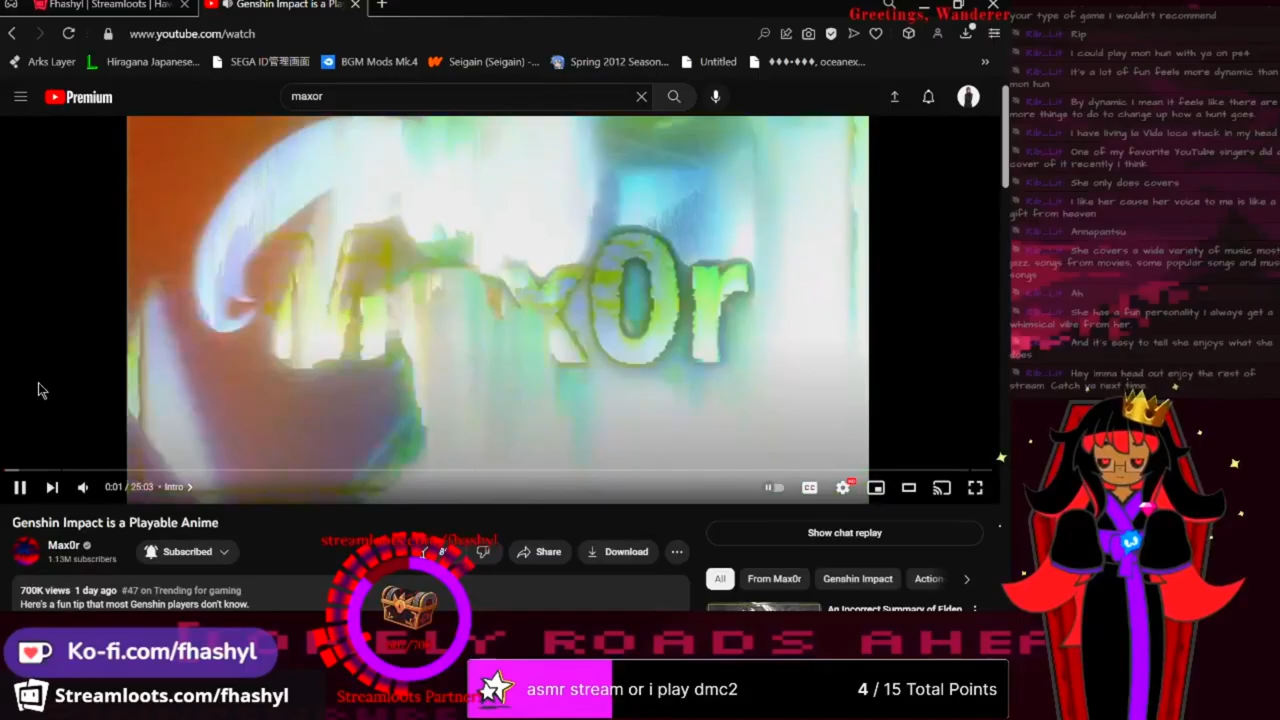 Fhashyl | Streamloots | Hav
Genshin Impact is a Pla
Greetings, Wanderer
www.youtube.com/watch
Arks Layer
Hiragana Japanese...
SEGA ID管理画面
BGM Mods Mk.4
Seigain (Seigain) -...
Spring 2012 Season...
Untitled
♦♦♦•♦♦, oceanex...
Premium
maxor
Max0r
0:01 / 25:03 • Intro
CC
Genshin Impact is a Playable Anime
Max0r
1.13M subscribers
Subscribed
Share
Download
Show chat replay
700K views 1 day ago #47 on Trending for gaming
Here's a fun tip that most Genshin players don't know.
All
From Max0r
Genshin Impact
Action
An Incorrect Summary of Elden
your type of game I wouldn't recommend
Rip
I could play mon hun with ya on ps4
It's a lot of fun feels more dynamic than
mon hun
By dynamic I mean it feels like there are
more things to do to change up how a hunt goes.
I have living la Vida loca stuck in my head
One of my favorite YouTube singers did a
cover of it recently I think
She only does covers
I like her cause her voice to me is like a
gift from heaven
Annapantsu
She covers a wide variety of music most
jazz, songs from movies, some popular songs and mus
songs
Ah
She has a fun personality I always get a
whimsical vibe from her
And it's easy to tell she enjoys what she
does
Hey imma head out enjoy the rest of
stream. Catch ya next time.
LONELY ROADS AHEA
Ko-fi.com/fhashyl
Streamloots.com/fhashyl
Streamloots Partner
asmr stream or i play dmc2
4 / 15 Total Points